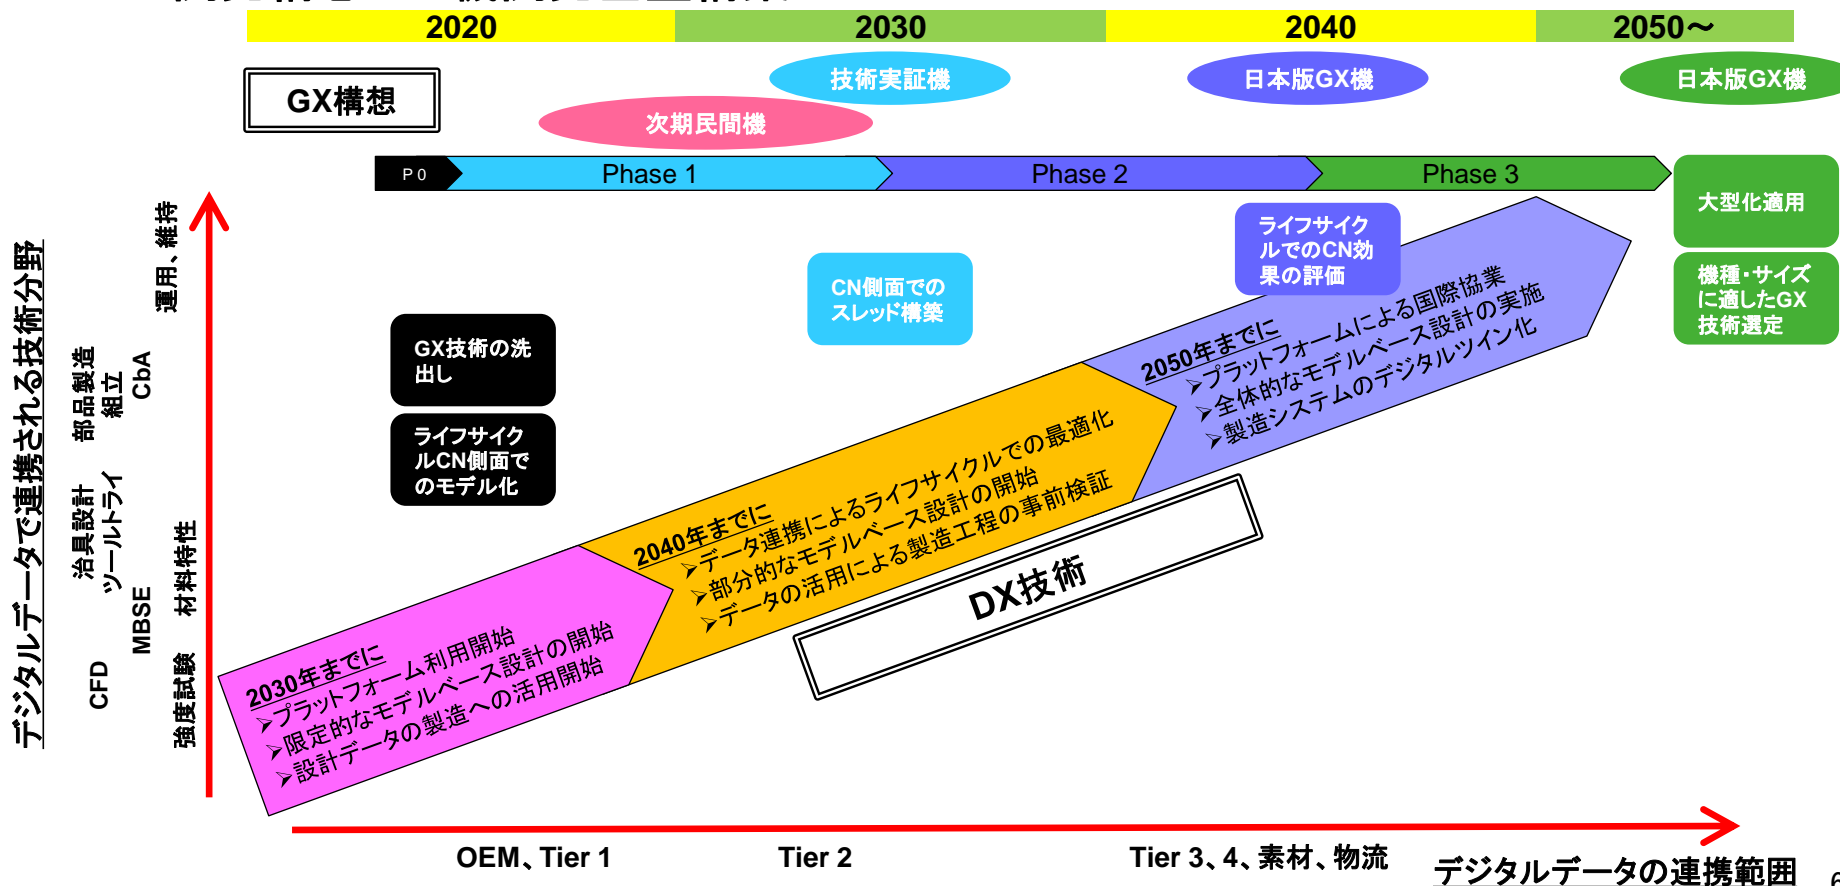 2020
2030
2040
2050～
GX構想
技術実証機
日本版GX機
日本版GX機
次期民間機
P 0
Phase 1
Phase 2
Phase 3
大型化適用
機種・サイズ
に適したGX
技術選定
ライフサイク
ルでのCN効
果の評価
CN側面での
スレッド構築
GX技術の洗
出し
ライフサイク
ルCN側面で
のモデル化
デジタルデータで連携される技術分野
運用、維持
部品製造
組立
CbA
治具設計
ツールトライ
MBSE
材料特性
CFD
強度試験
2050年までに
➢プラットフォームによる国際協業
➢全体的なモデルベース設計の実施
➢製造システムのデジタルツイン化
2040年までに
➢データ連携によるライフサイクルでの最適化
➢部分的なモデルベース設計の開始
➢データの活用による製造工程の事前検証
2030年までに
➢プラットフォーム利用開始
➢限定的なモデルベース設計の開始
➢設計データの製造への活用開始
DX技術
OEM、Tier 1
Tier 2
Tier 3、4、素材、物流
デジタルデータの連携範囲